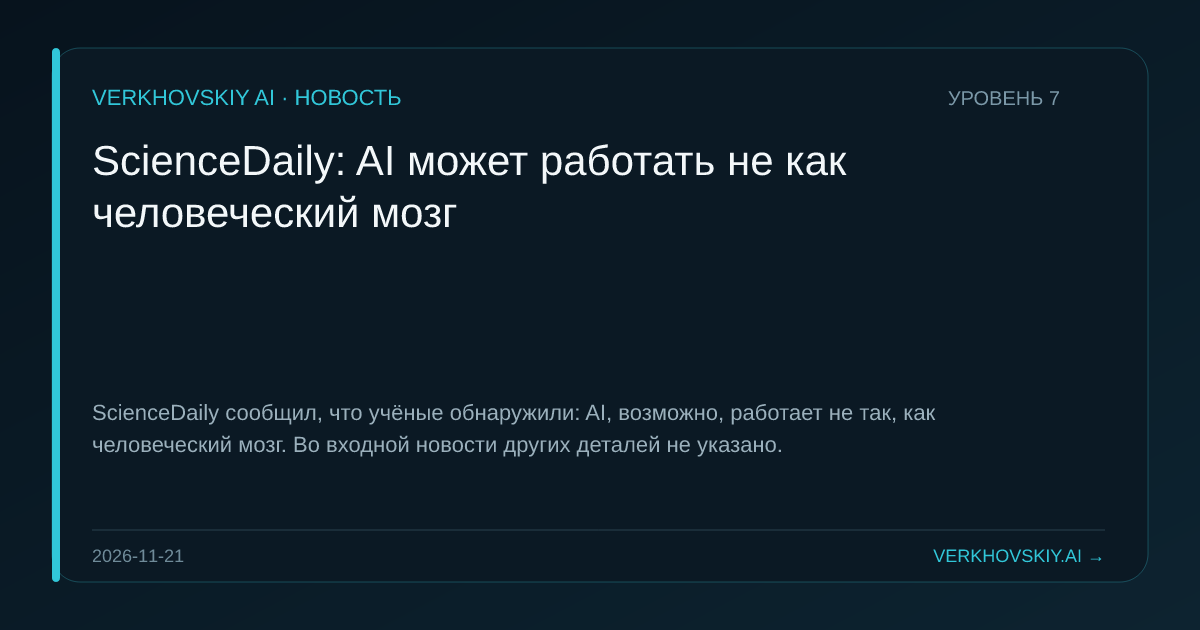 VERKHOVSKIY AI · НОВОСТЬ
УРОВЕНЬ 7
ScienceDaily: AI может работать не как
человеческий мозг
ScienceDaily сообщил, что учёные обнаружили: AI, возможно, работает не так, как
человеческий мозг. Во входной новости других деталей не указано.
2026-11-21
VERKHOVSKIY.AI →